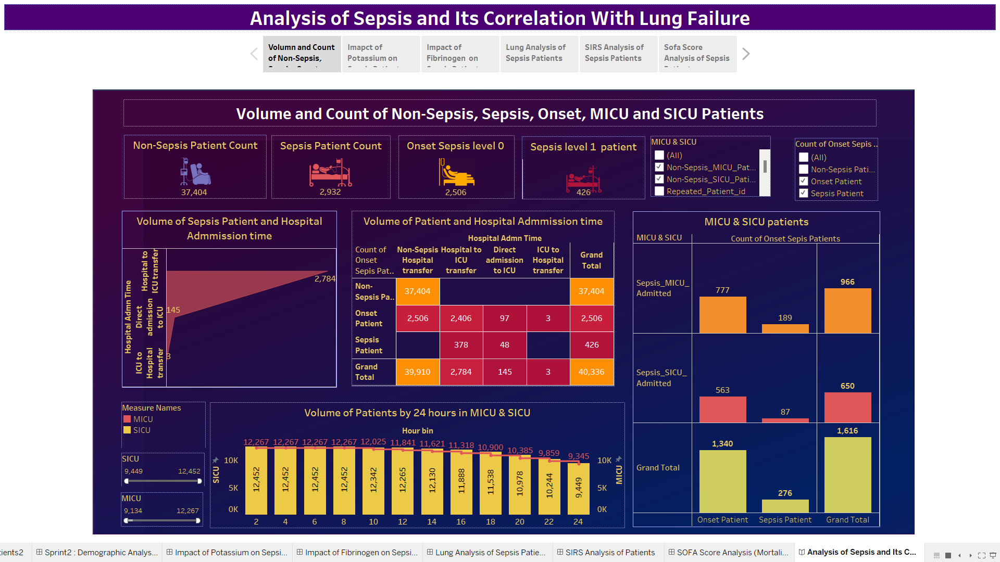 Analysis of Sepsis and Its Correlation With Lung Failure
Volumn and Count
of Non-Sepsis,
Imapct of
Potassium on
Impact of
Fibrinogen on
Lung Analysis of
Sepsis Patients
SIRS Analysis of
Sepsis Patients
Sofa Score
Analysis of Sepsis
Volume and Count of Non-Sepsis, Sepsis, Onset, MICU and SICU Patients
Non-Sepsis Patient Count
37,404
Sepsis Patient Count
2,932
Onset Sepsis level 0
2,506
Sepsis level 1 patient
426
MICU & SICU
(All)
Non-Sepsis_MICU_Pat...
Non-Sepsis_SICU_Pati...
Repeated_Patient_id
Count of Onset Sepis ..
(All)
Non-Sepsis Pati...
Onset Patient
Sepsis Patient
Volume of Sepsis Patient and Hospital
Admmission time
Hospital Admn Time
Hospital to
ICU transfer
Direct
admission
to ICU
ICU to
Hospital
transfer
2,784
145
3
Volume of Patient and Hospital Admmission time
Hospital Admn Time
Count of
Onset
Sepis Pat..
Non-Sepsis
Hospital
transfer
Hospital to
ICU
transfer
Direct
admission
to ICU
ICU to
Hospital
transfer
Grand
Total
Non-
Sepsis Pa..
37,404
37,404
Onset
Patient
2,506 2,406 97 3 2,506
Sepsis
Patient
378 48 426
Grand
Total
39,910 2,784 145 3 40,336
MICU & SICU patients
MICU & SICU
Count of Onset Sepis Patients
Sepsis_MICU_
Admitted
777 189 966
Sepsis_SICU_
Admitted
563 87 650
Grand Total
1,340 276 1,616
Onset Patient Sepsis Patient Grand Total
Measure Names
MICU
SICU
SICU
9,449 12,452
MICU
9,134 12,267
Volume of Patients by 24 hours in MICU & SICU
Hour bin
12,267 12,267 12,267 12,267 12,025 11,841 11,621 11,318 10,900 10,385 9,859 9,345
SICU
10K
5K
0K
12,452 12,452 12,452 12,452 12,342 12,265 12,130 11,888 11,538 10,978 10,244 9,449
MICU
10K
5K
0K
2 4 6 8 10 12 14 16 18 20 22 24
ients2
Sprint2 : Demographic Analys...
Impact of Potassium on Sepsi...
Impact of Fibrinogen on Sepsi...
Lung Analysis of Sepsis Patie...
SIRS Analysis of Patients
SOFA Score Analysis (Mortali...
Analysis of Sepsis and Its C...